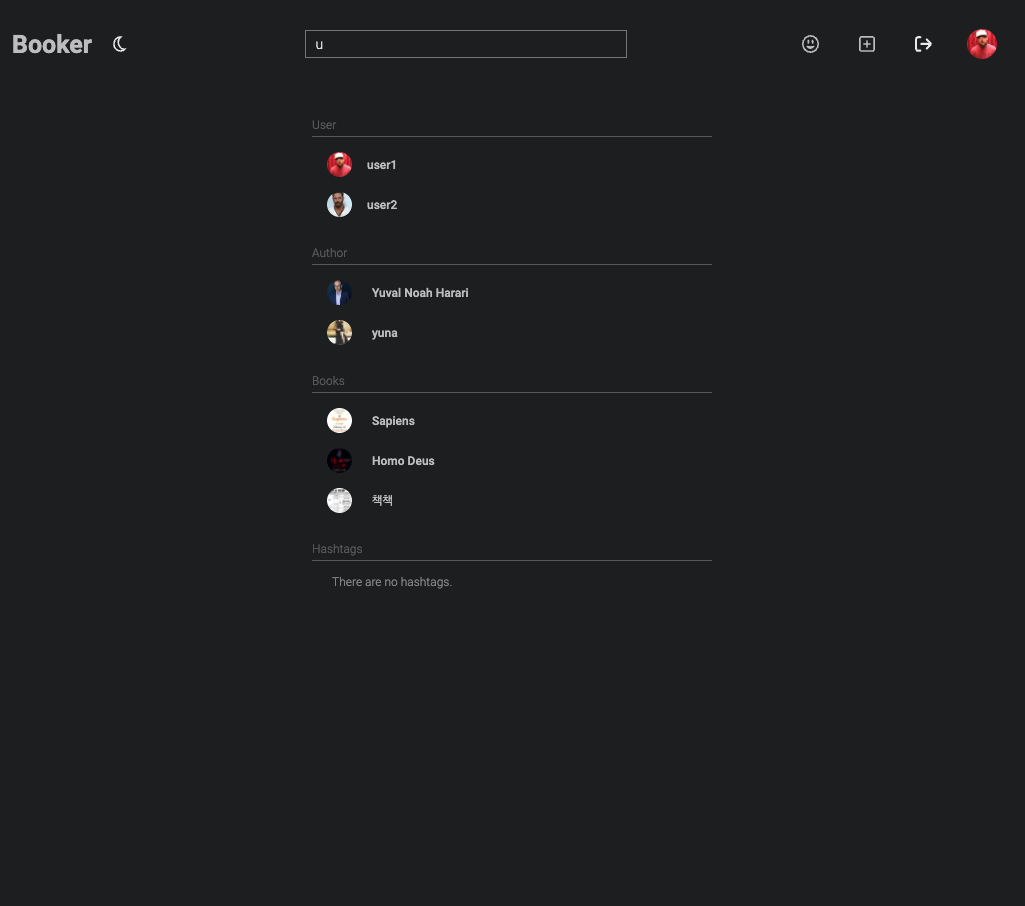 Booker
u
User
user1
user2
Author
Yuval Noah Harari
yuna
Books
Sapiens
Homo Deus
책책
Hashtags
There are no hashtags.